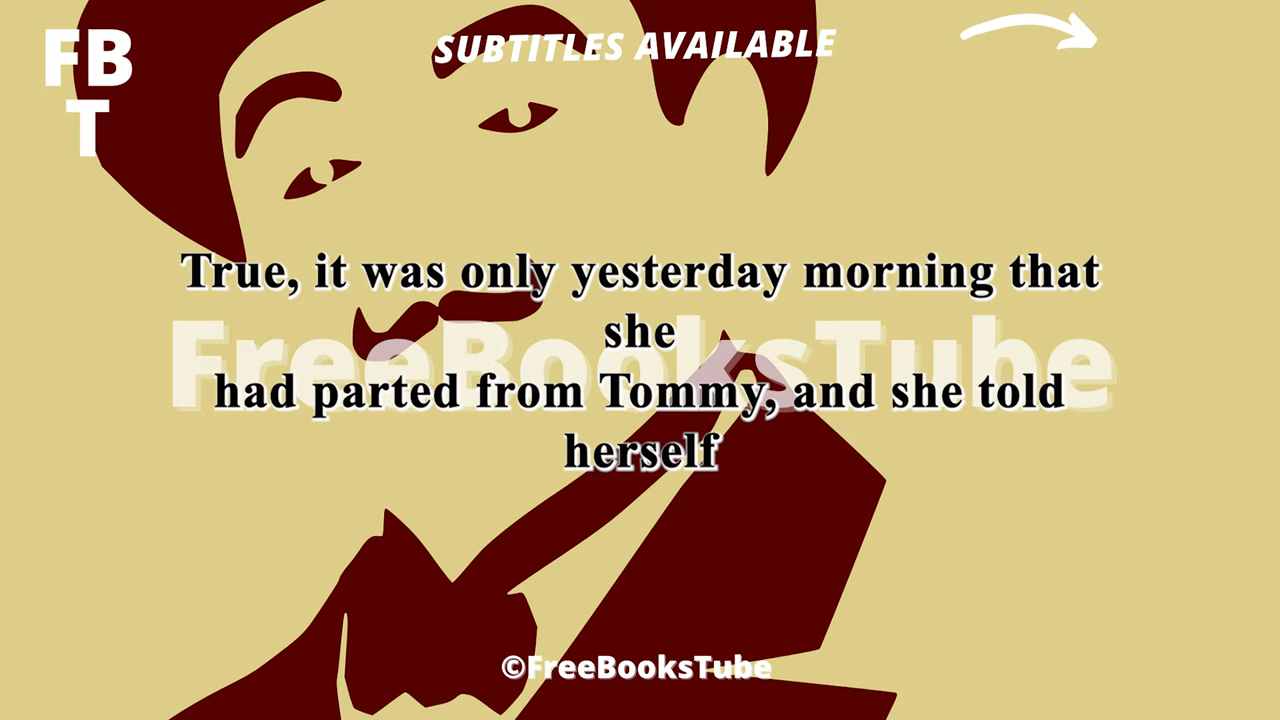 FB
T
SUBTITLES AVAILABLE
True, it was only yesterday morning that
she
FreeBooksTube
had parted from Tommy, and she told
herself
©FreeBooksTube